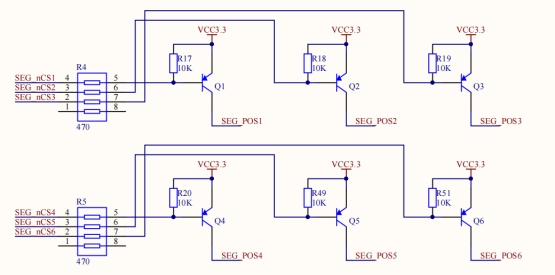 VCC3.3 VCC3.3 VCC3.3
R4 R17 R18 R19
10K 10K 10K
SEG_nCS1 4 5 Q1 Q2 Q3
SEG_nCS2 3 6
SEG_nCS3 2 7
1 8
SEG_POS1 SEG_POS2 SEG_POS3
470
VCC3.3 VCC3.3 VCC3.3
R5 R20 R49 R51
10K 10K 10K
SEG_nCS4 4 5 Q4 Q5 Q6
SEG_nCS5 3 6
SEG_nCS6 2 7
1 8
SEG_POS4 SEG_POS5 SEG_POS6
470